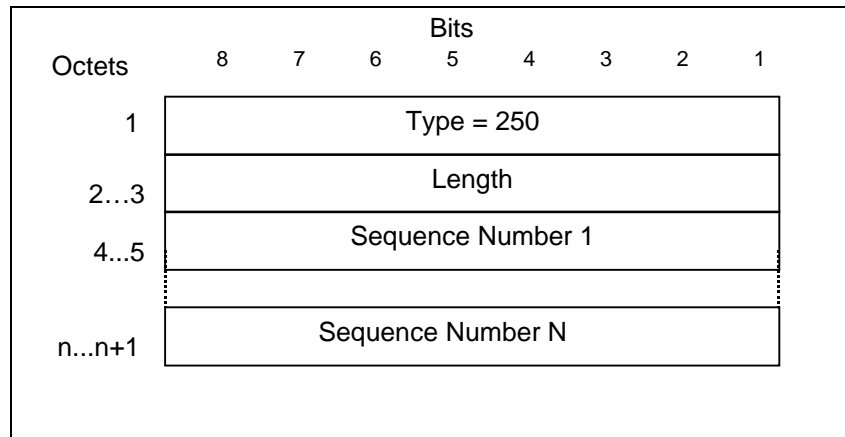 Bits
Octets 8 7 6 5 4 3 2 1
1 Type = 250
2…3 Length
4...5 Sequence Number 1
n...n+1 Sequence Number N